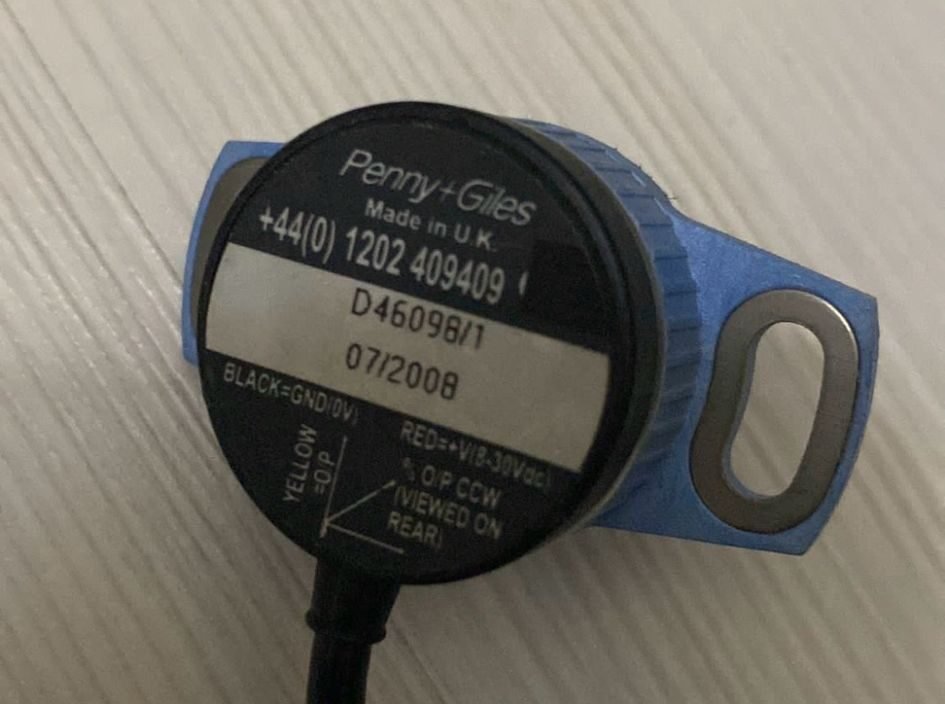 Penny+Giles
Made in U.K.
+44(0) 1202 409409
D46098/1
07/2008
BLACK=GND(0V)
RED=+V(8-30Vdc)
YELLOW
=O/P
% O/P CCW
(VIEWED ON
REAR)